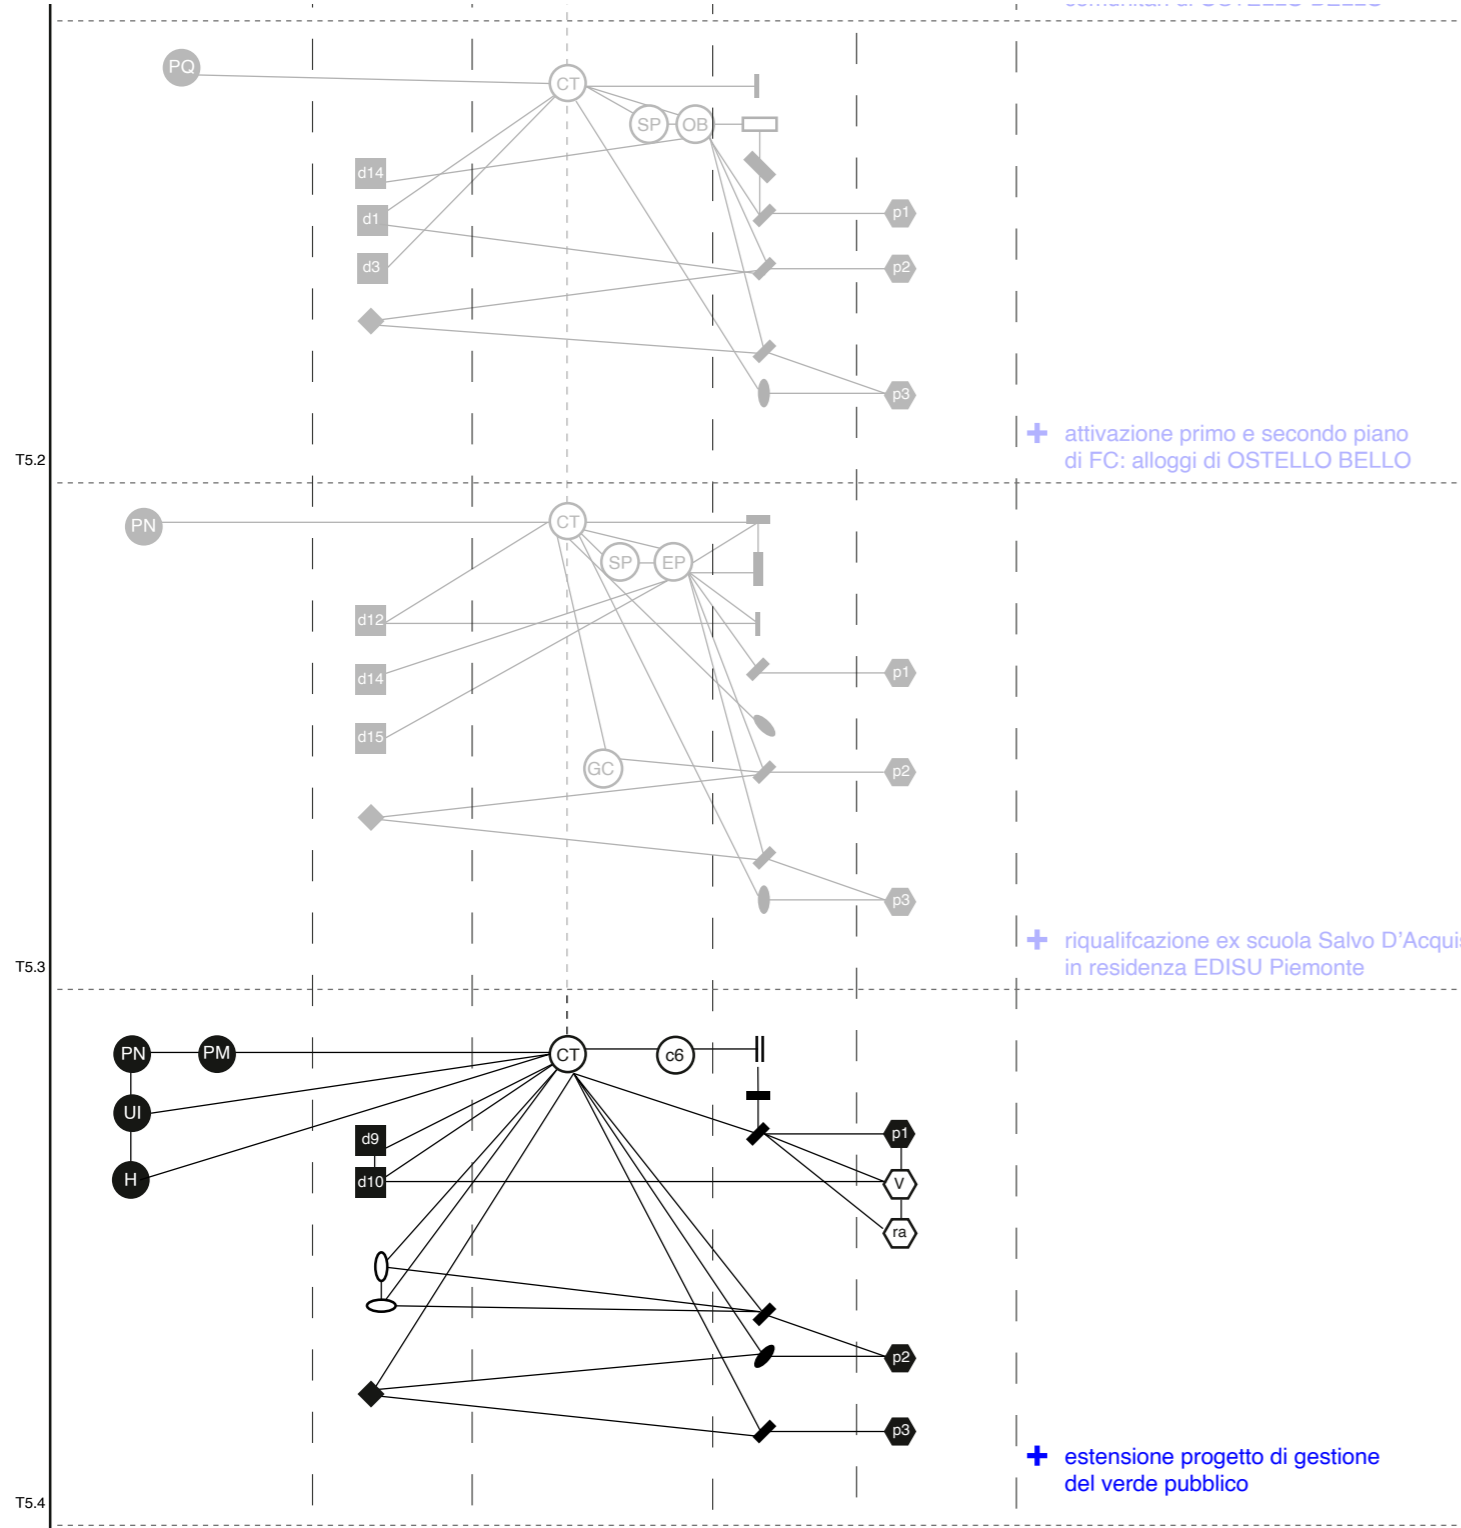 PQ
CT
SP
OB
d14
d1
p1
d3
p2
p3
attivazione primo e secondo piano
T5.2
di FC: alloggi di OSTELLO BELLO
PN
CT
SP
EP
d12
d14
p1
d15
GC
p2
p3
riqualifcazione ex scuola Salvo D'Acquis
T5.3
in residenza EDISU Piemonte
PN
PM
CT
c6
UI
d9
p1
H
d10
V
ra
p2
p3
estensione progetto di gestione
del verde pubblico
T5.4